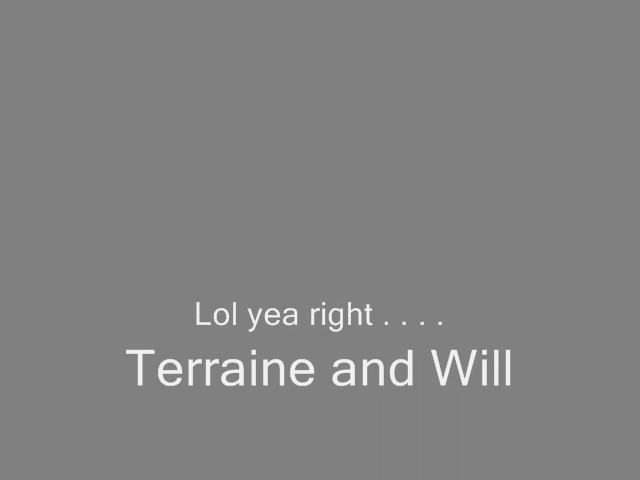 Lol yea right . . . .
Terraine and Will